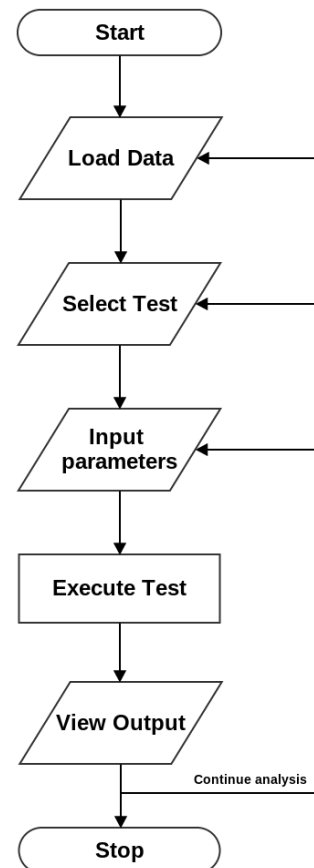 Start
Load Data
Select Test
Input
parameters
Execute Test
View Output
Continue analysis
Stop